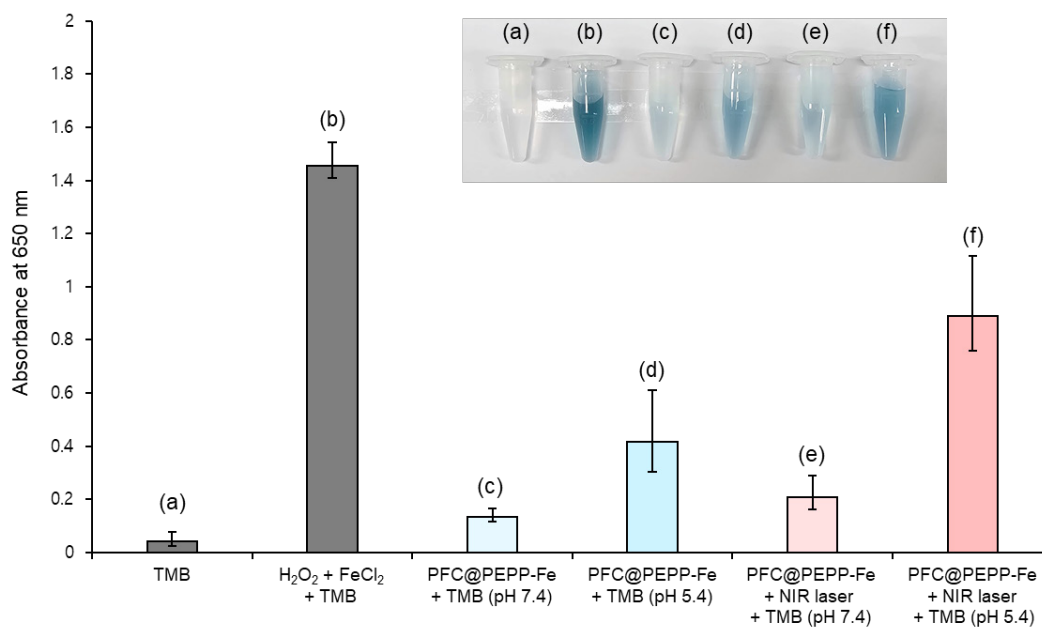 2
1.8
1.6
1.4
1.2
1
0.8
0.6
0.4
0.2
0
Absorbance at 650 nm
(a) (b) (c) (d) (e) (f)
(a)
(b)
(c)
(d)
(e)
(f)
TMB
H₂O₂ + FeCl₂
+ TMB
PFC@PEPP-Fe
+ TMB (pH 7.4)
PFC@PEPP-Fe
+ TMB (pH 5.4)
PFC@PEPP-Fe
+ NIR laser
+ TMB (pH 7.4)
PFC@PEPP-Fe
+ NIR laser
+ TMB (pH 5.4)